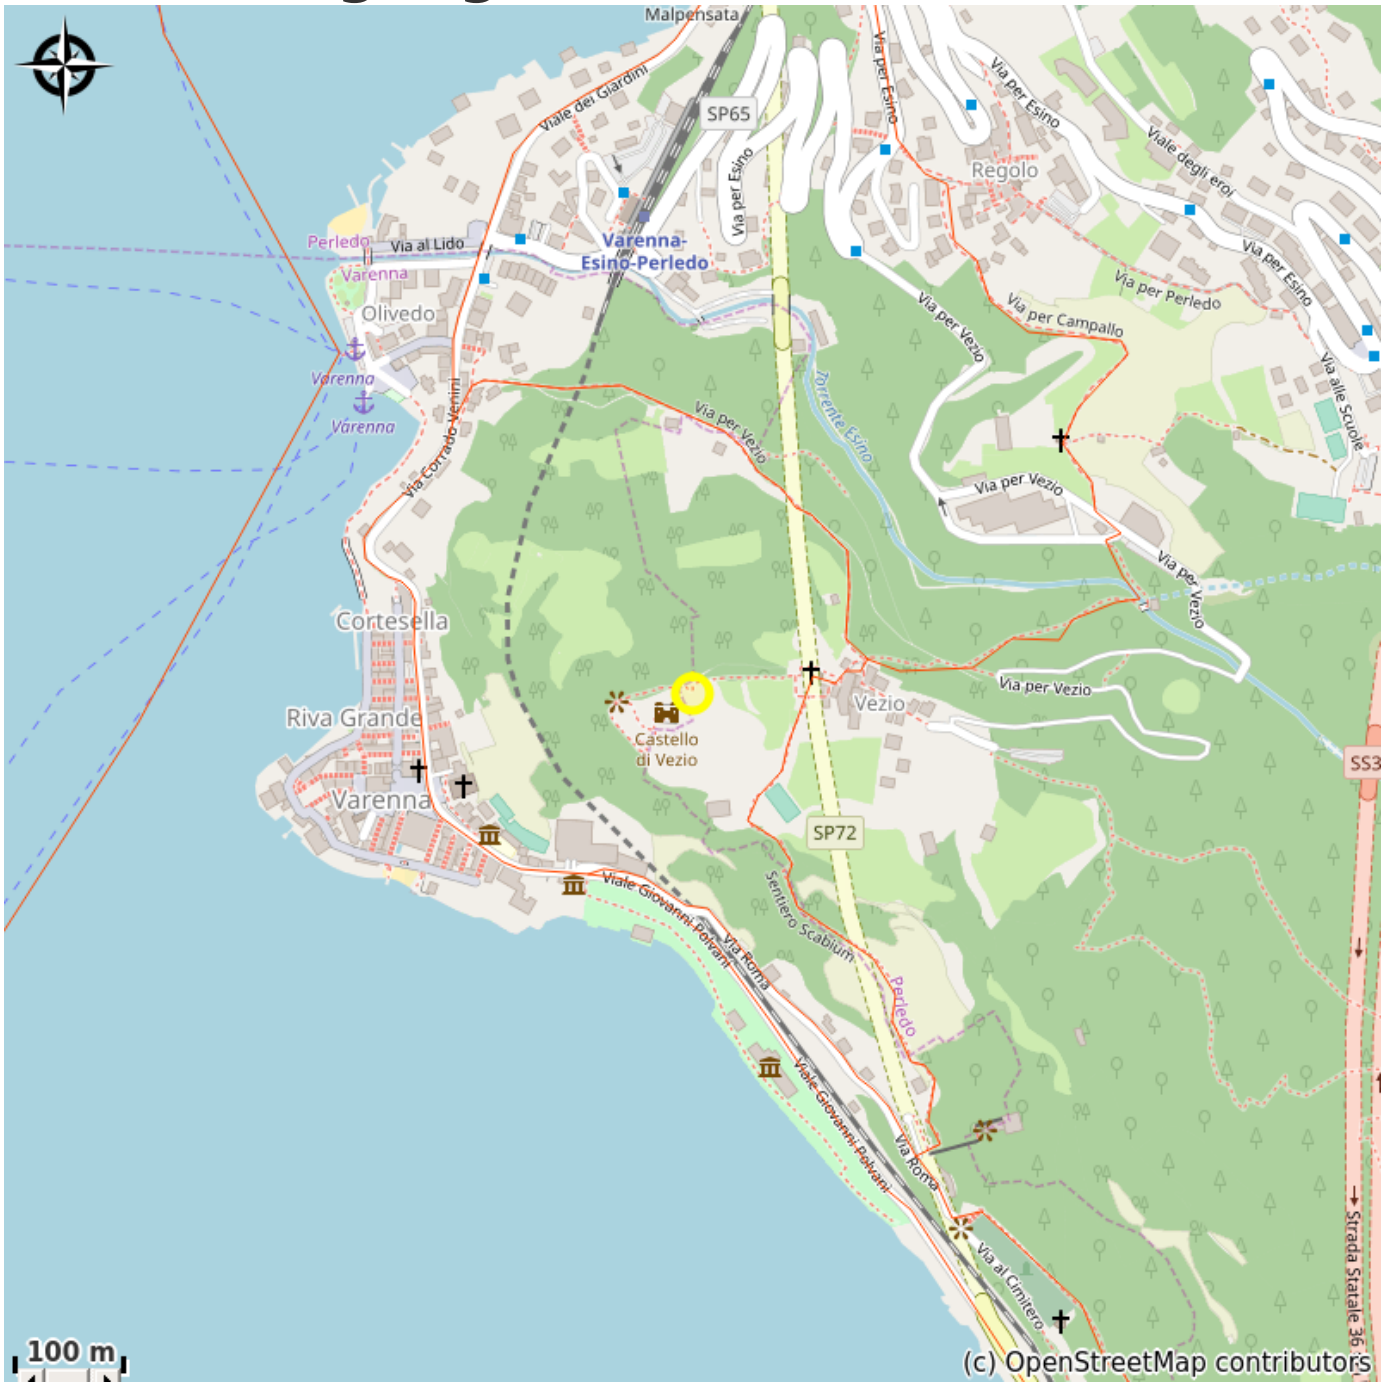 Malpensata
Viale dei Giardini
SP65
Via per Esino
Via per Esino
Via per Esino
Viale degli eroi
Regolo
Perledo
Via al Lido
Varenna
Varenna-
Esino-Perledo
Via per Esino
Via per Perledo
Olivedo
Via per Vezio
Via per Campallo
Varenna
Varenna
Via Corrado Venini
Via per Vezio
Torrente Esino
Via alle Scuole
Via per Vezio
Via per Vezio
Cortesella
Via per Vezio
Vezio
Riva Grande
Castello
di Vezio
SS3
Varenna
SP72
Viale Giovanni Polvani
Sentiero Scabium
Via Roma
Perledo
Viale Giovanni Polvani
Via Roma
Via al Cimitero
Strada Statale 36
100 m
(c) OpenStreetMap contributors